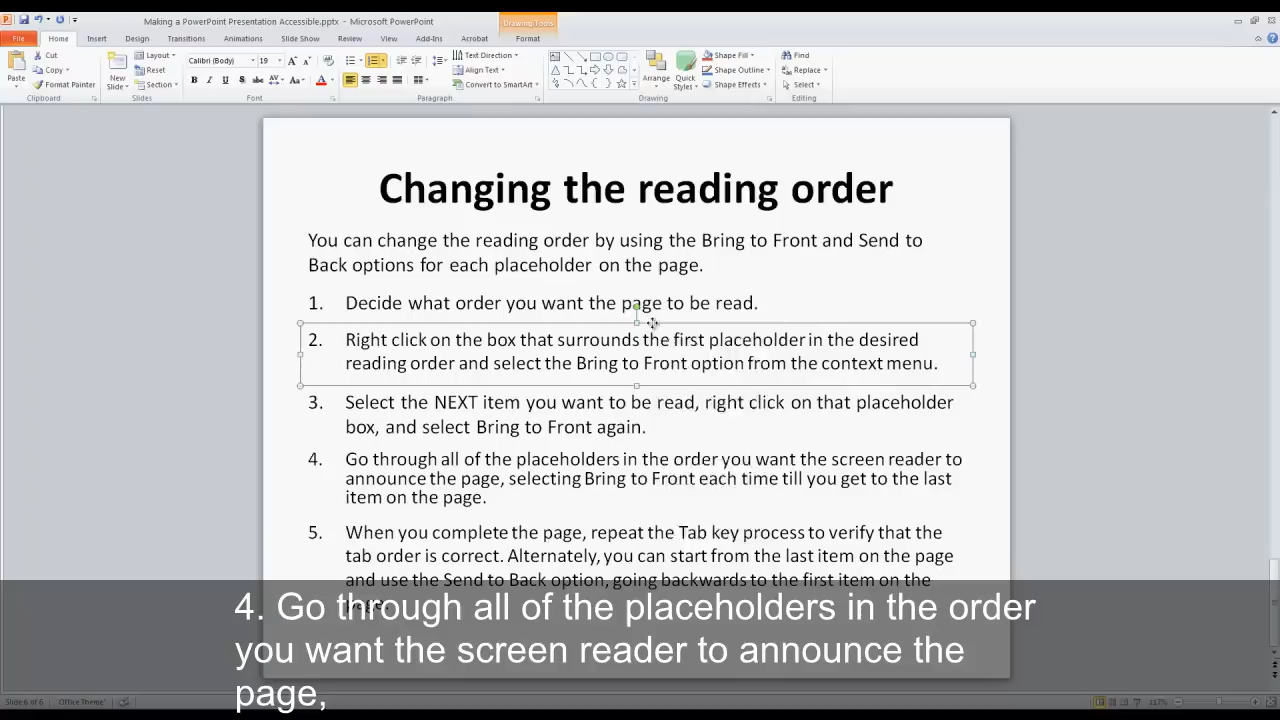 Making a PowerPoint Presentation Accessible.pptx - Microsoft PowerPoint
Drawing Tools
File Home Insert Design Transitions Animations Slide Show Review View Add-Ins Acrobat Format
Paste
Cut
Copy
Format Painter
Clipboard
New Slide
Layout
Reset
Section
Slides
Calibri (Body) 19
Font
Text Direction
Align Text
Convert to SmartArt
Paragraph
Arrange
Quick Styles
Shape Fill
Shape Outline
Shape Effects
Drawing
Find
Replace
Select
Editing
Changing the reading order
You can change the reading order by using the Bring to Front and Send to
Back options for each placeholder on the page.
1. Decide what order you want the page to be read.
2. Right click on the box that surrounds the first placeholder in the desired
reading order and select the Bring to Front option from the context menu.
3. Select the NEXT item you want to be read, right click on that placeholder
box, and select Bring to Front again.
4. Go through all of the placeholders in the order you want the screen reader to
announce the page, selecting Bring to Front each time till you get to the last
item on the page.
5. When you complete the page, repeat the Tab key process to verify that the
tab order is correct. Alternately, you can start from the last item on the page
and use the Send to Back option, going backwards to the first item on the
4. Go through all of the placeholders in the order
you want the screen reader to announce the
page,
Slide 6 of 6 "Office Theme" 117%